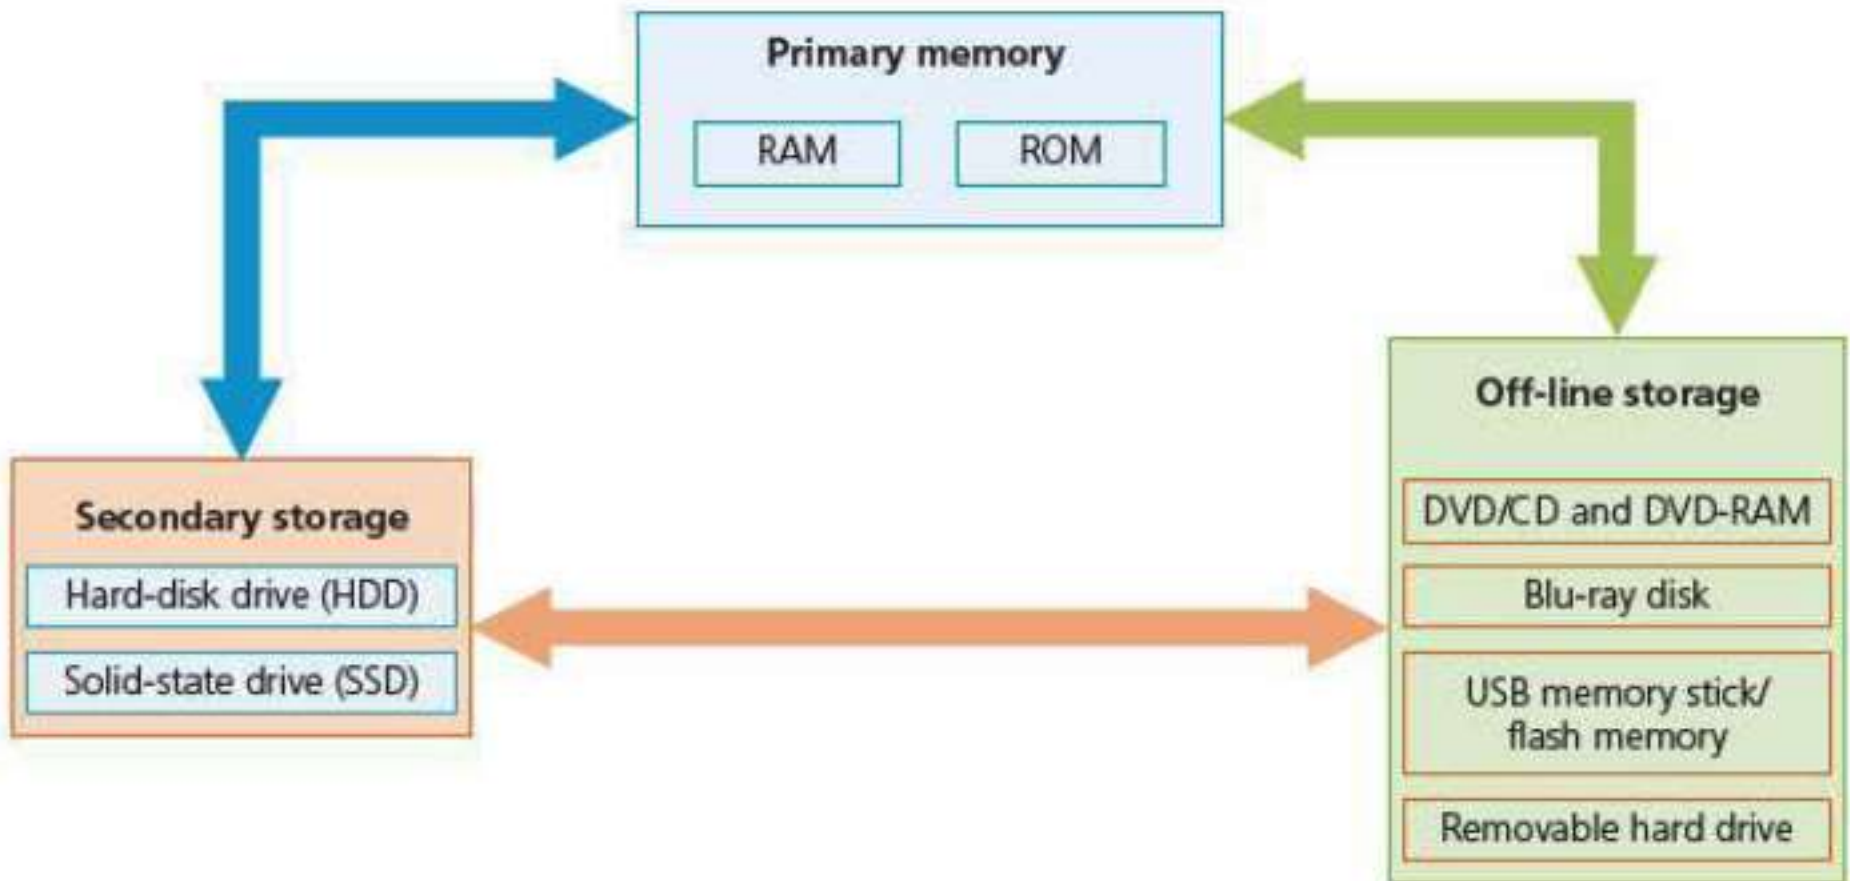 Primary memory
RAM
ROM
Secondary storage
Hard-disk drive (HDD)
Solid-state drive (SSD)
Off-line storage
DVD/CD and DVD-RAM
Blu-ray disk
USB memory stick/
flash memory
Removable hard drive